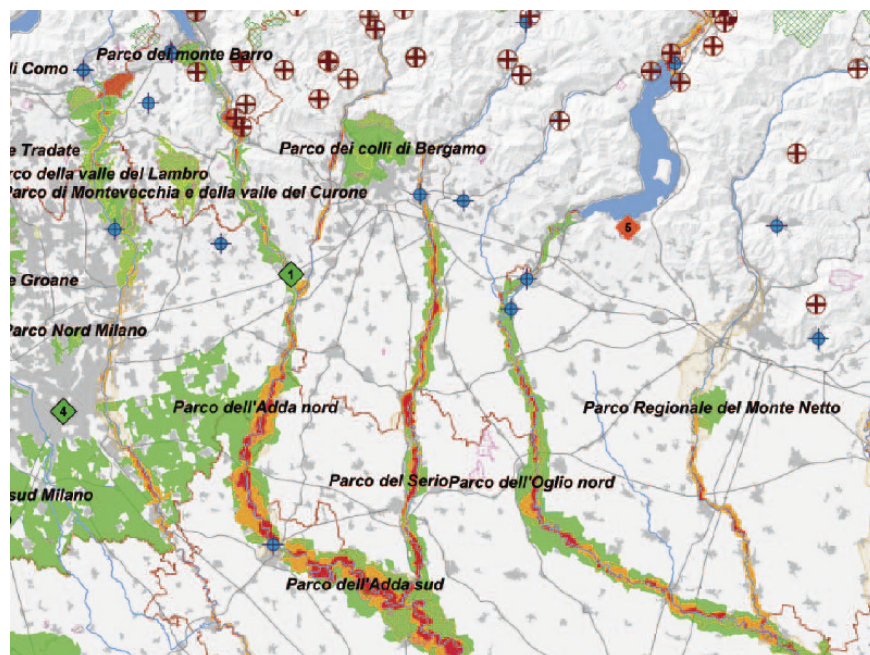 Parco del monte Barro
di Como
e Tradate
Parco dei colli di Bergamo
rco della valle del Lambro
Parco di Montevecchia e della valle del Curone
5
1
e Groane
Parco Nord Milano
4
Parco dell'Adda nord
Parco Regionale del Monte Netto
Parco del Serio
Parco dell'Oglio nord
sud Milano
Parco dell'Adda sud